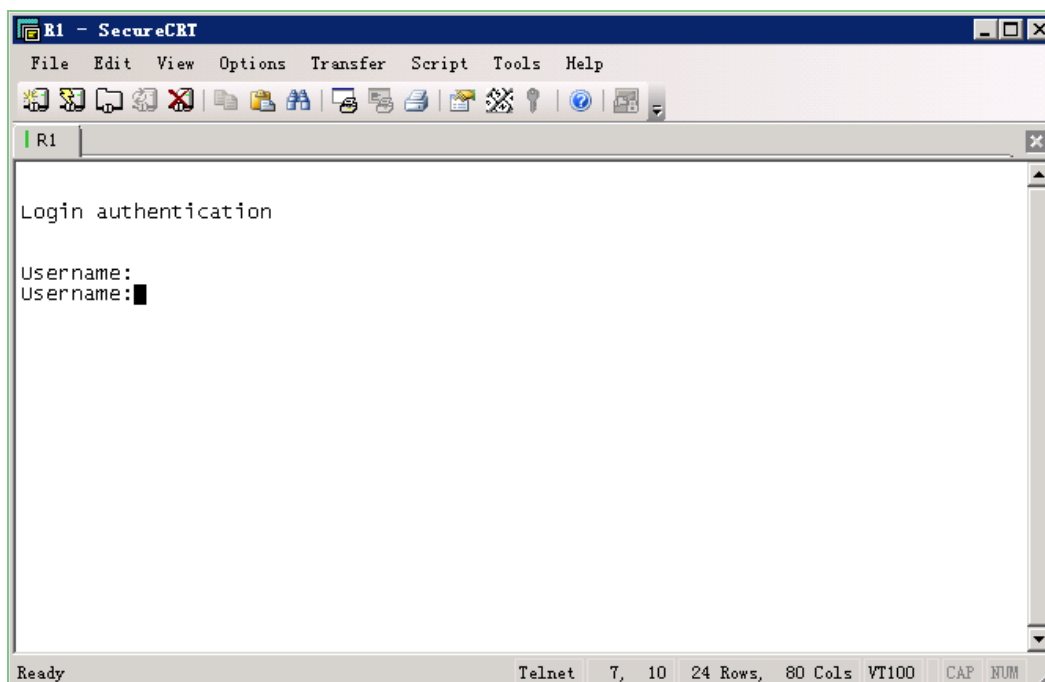 R1 - SecureCRT
File Edit View Options Transfer Script Tools Help
R1
Login authentication
Username:
Username:
Ready Telnet 7, 10 24 Rows, 80 Cols VT100 CAP NUM